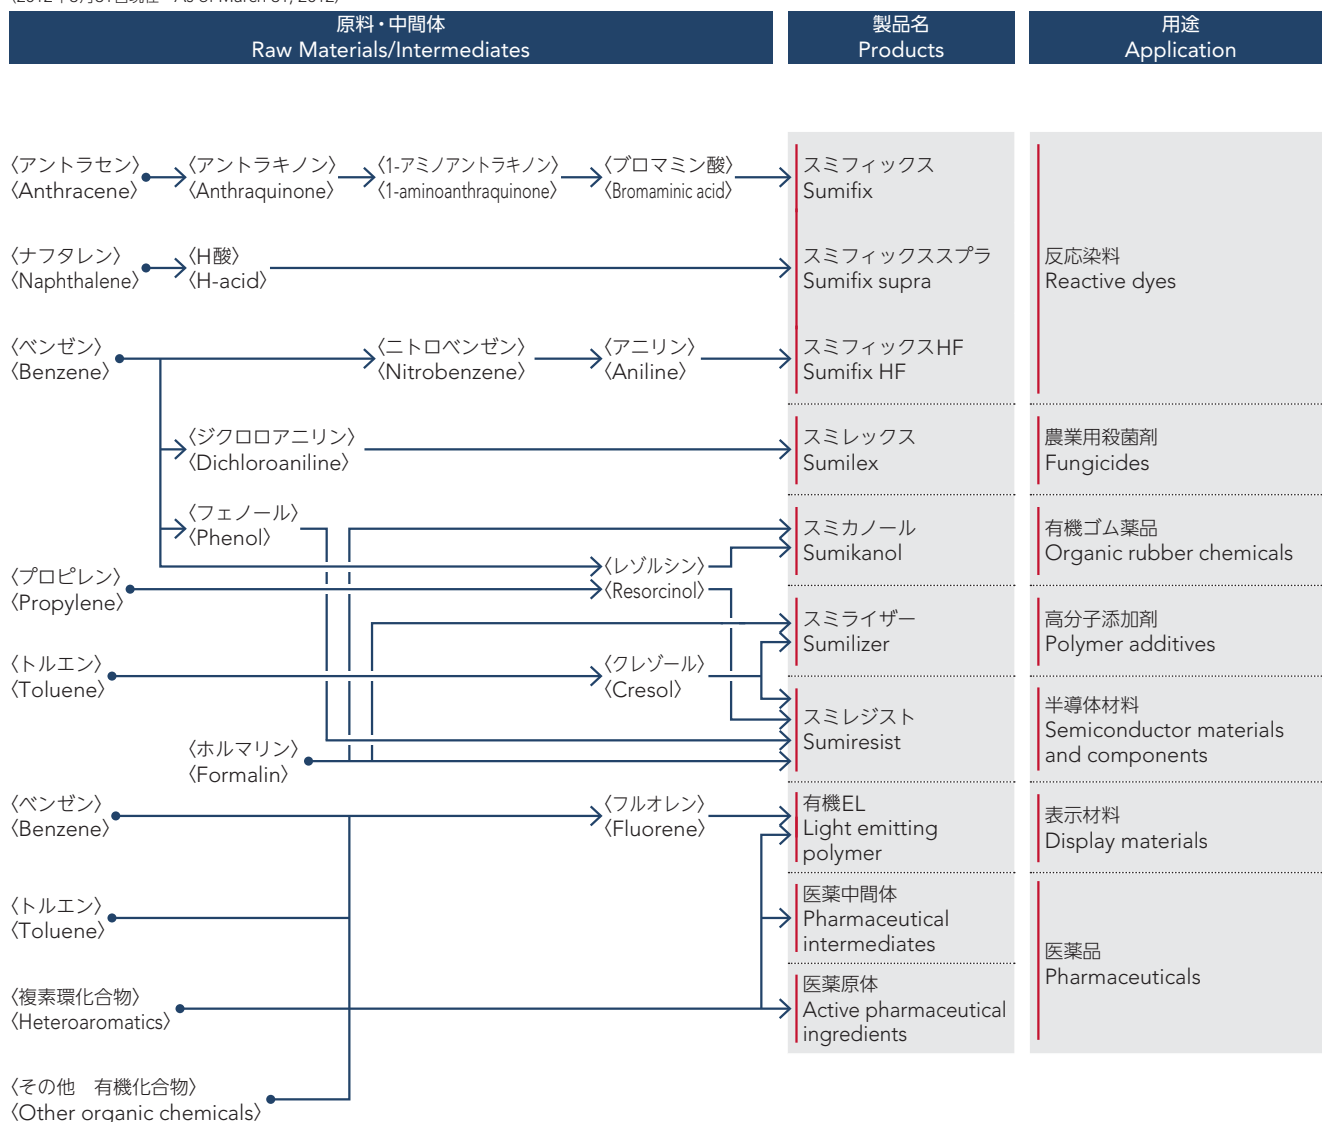 原料・中間体
Raw Materials/Intermediates
製品名
Products
用途
Application
〈アントラセン〉
〈Anthracene〉
〈アントラキノン〉
〈Anthraquinone〉
〈1-アミノアントラキノン〉
〈1-aminoanthraquinone〉
〈ブロマミン酸〉
〈Bromaminic acid〉
スミフィックス
Sumifix
〈ナフタレン〉
〈Naphthalene〉
〈H酸〉
〈H-acid〉
スミフィックススプラ
Sumifix supra
反応染料
Reactive dyes
〈ベンゼン〉
〈Benzene〉
〈ニトロベンゼン〉
〈Nitrobenzene〉
〈アニリン〉
〈Aniline〉
スミフィックスHF
Sumifix HF
〈ジクロロアニリン〉
〈Dichloroaniline〉
スミレックス
Sumilex
農業用殺菌剤
Fungicides
〈フェノール〉
〈Phenol〉
スミカノール
Sumikanol
有機ゴム薬品
Organic rubber chemicals
〈プロピレン〉
〈Propylene〉
〈レゾルシン〉
〈Resorcinol〉
スミライザー
Sumilizer
高分子添加剤
Polymer additives
〈トルエン〉
〈Toluene〉
〈クレゾール〉
〈Cresol〉
スミレジスト
Sumiresist
半導体材料
Semiconductor materials
and components
〈ホルマリン〉
〈Formalin〉
〈ベンゼン〉
〈Benzene〉
〈フルオレン〉
〈Fluorene〉
有機EL
Light emitting
polymer
表示材料
Display materials
〈トルエン〉
〈Toluene〉
医薬中間体
Pharmaceutical
intermediates
医薬品
Pharmaceuticals
〈複素環化合物〉
〈Heteroaromatics〉
医薬原体
Active pharmaceutical
ingredients
〈その他　有機化合物〉
〈Other organic chemicals〉